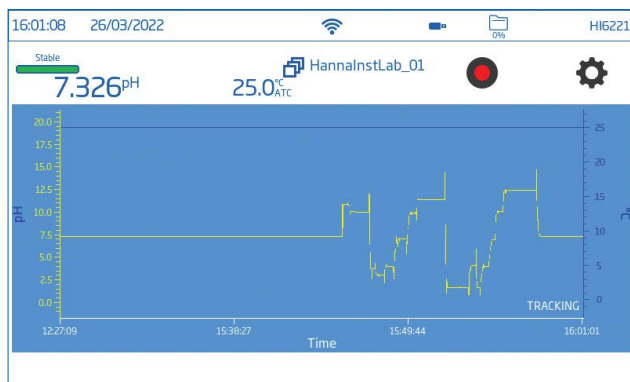 16:01:08 26/03/2022 0% HI6221
Stable
HannaInstLab_01
7.326pH 25.0°C ATC
20.0
17.5
15.0
12.5
10.0
7.5
5.0
2.5
0.0
pH
25
20
15
10
5
0
°C
TRACKING
12:27:09 15:38:27 15:49:44 16:01:01
Time